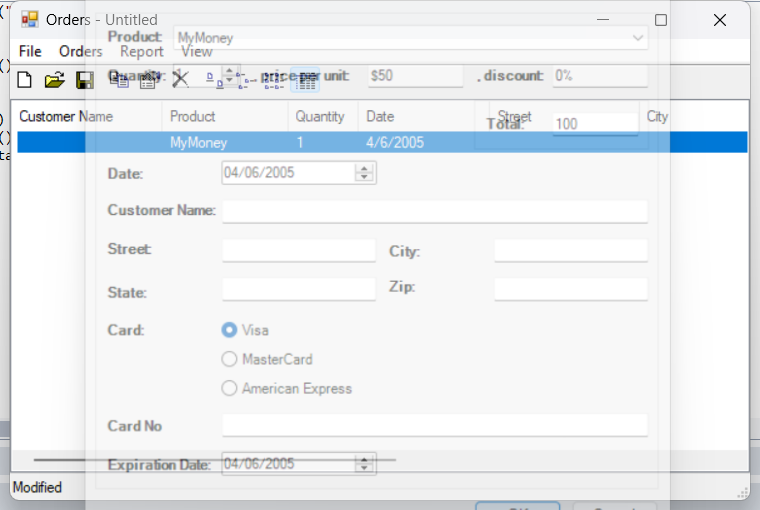 Orders - Untitled
Product: MyMoney
File Orders Report View
Quantity: 1 price per unit: $50 discount: 0%
Customer Name Product Quantity Date Street City
Total: 100
MyMoney 1 4/6/2005
Date: 04/06/2005
Customer Name:
Street: City:
State: Zip:
Card: Visa
MasterCard
American Express
Card No
Expiration Date: 04/06/2005
Modified